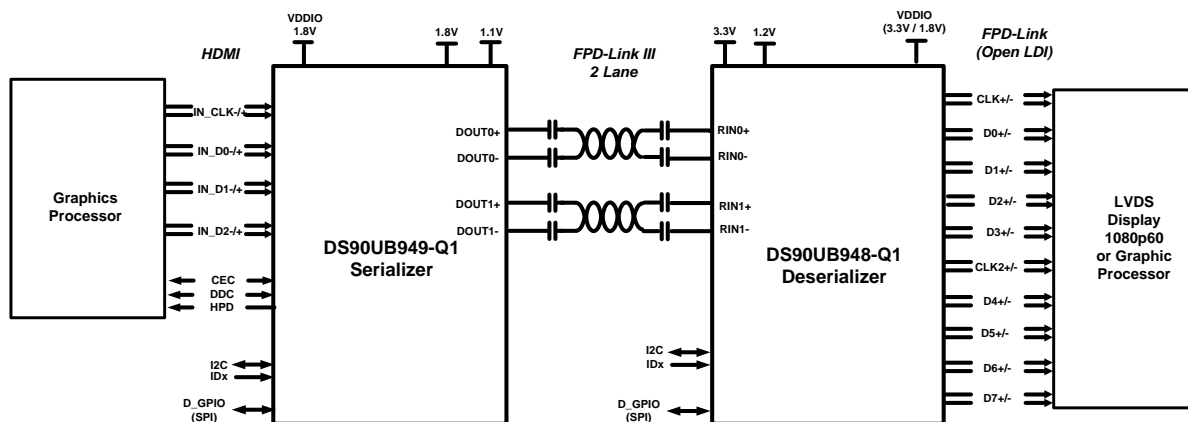 VDDIO
1.8V
1.8V
1.1V
HDMI
FPD-Link III
2 Lane
3.3V
1.2V
VDDIO
(3.3V / 1.8V)
FPD-Link
(Open LDI)
Graphics
Processor
IN_CLK-/+
IN_D0-/+
IN_D1-/+
IN_D2-/+
CEC
DDC
HPD
I2C
IDx
D_GPIO
(SPI)
DS90UB949-Q1
Serializer
DOUT0+
DOUT0-
DOUT1+
DOUT1-
RIN0+
RIN0-
RIN1+
RIN1-
DS90UB948-Q1
Deserializer
I2C
IDx
D_GPIO
(SPI)
CLK+/-
D0+/-
D1+/-
D2+/-
D3+/-
CLK2+/-
D4+/-
D5+/-
D6+/-
D7+/-
LVDS
Display
1080p60
or Graphic
Processor